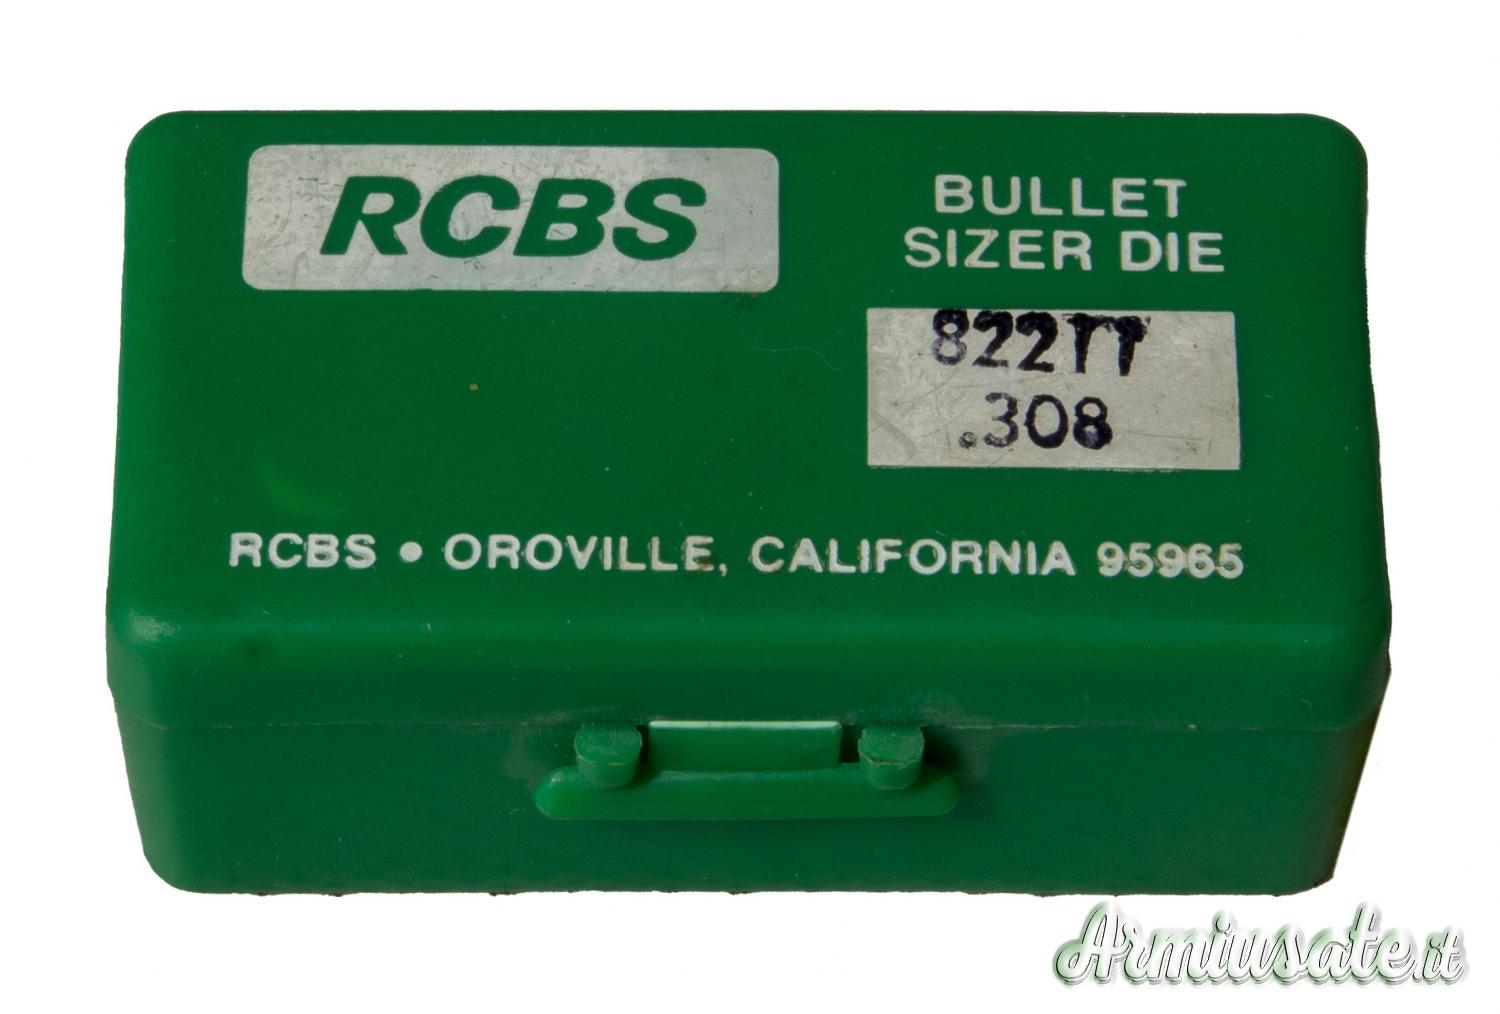 RCBS
BULLET
SIZER DIE
822TT
.308
RCBS • OROVILLE, CALIFORNIA 95965
Armiusate.it